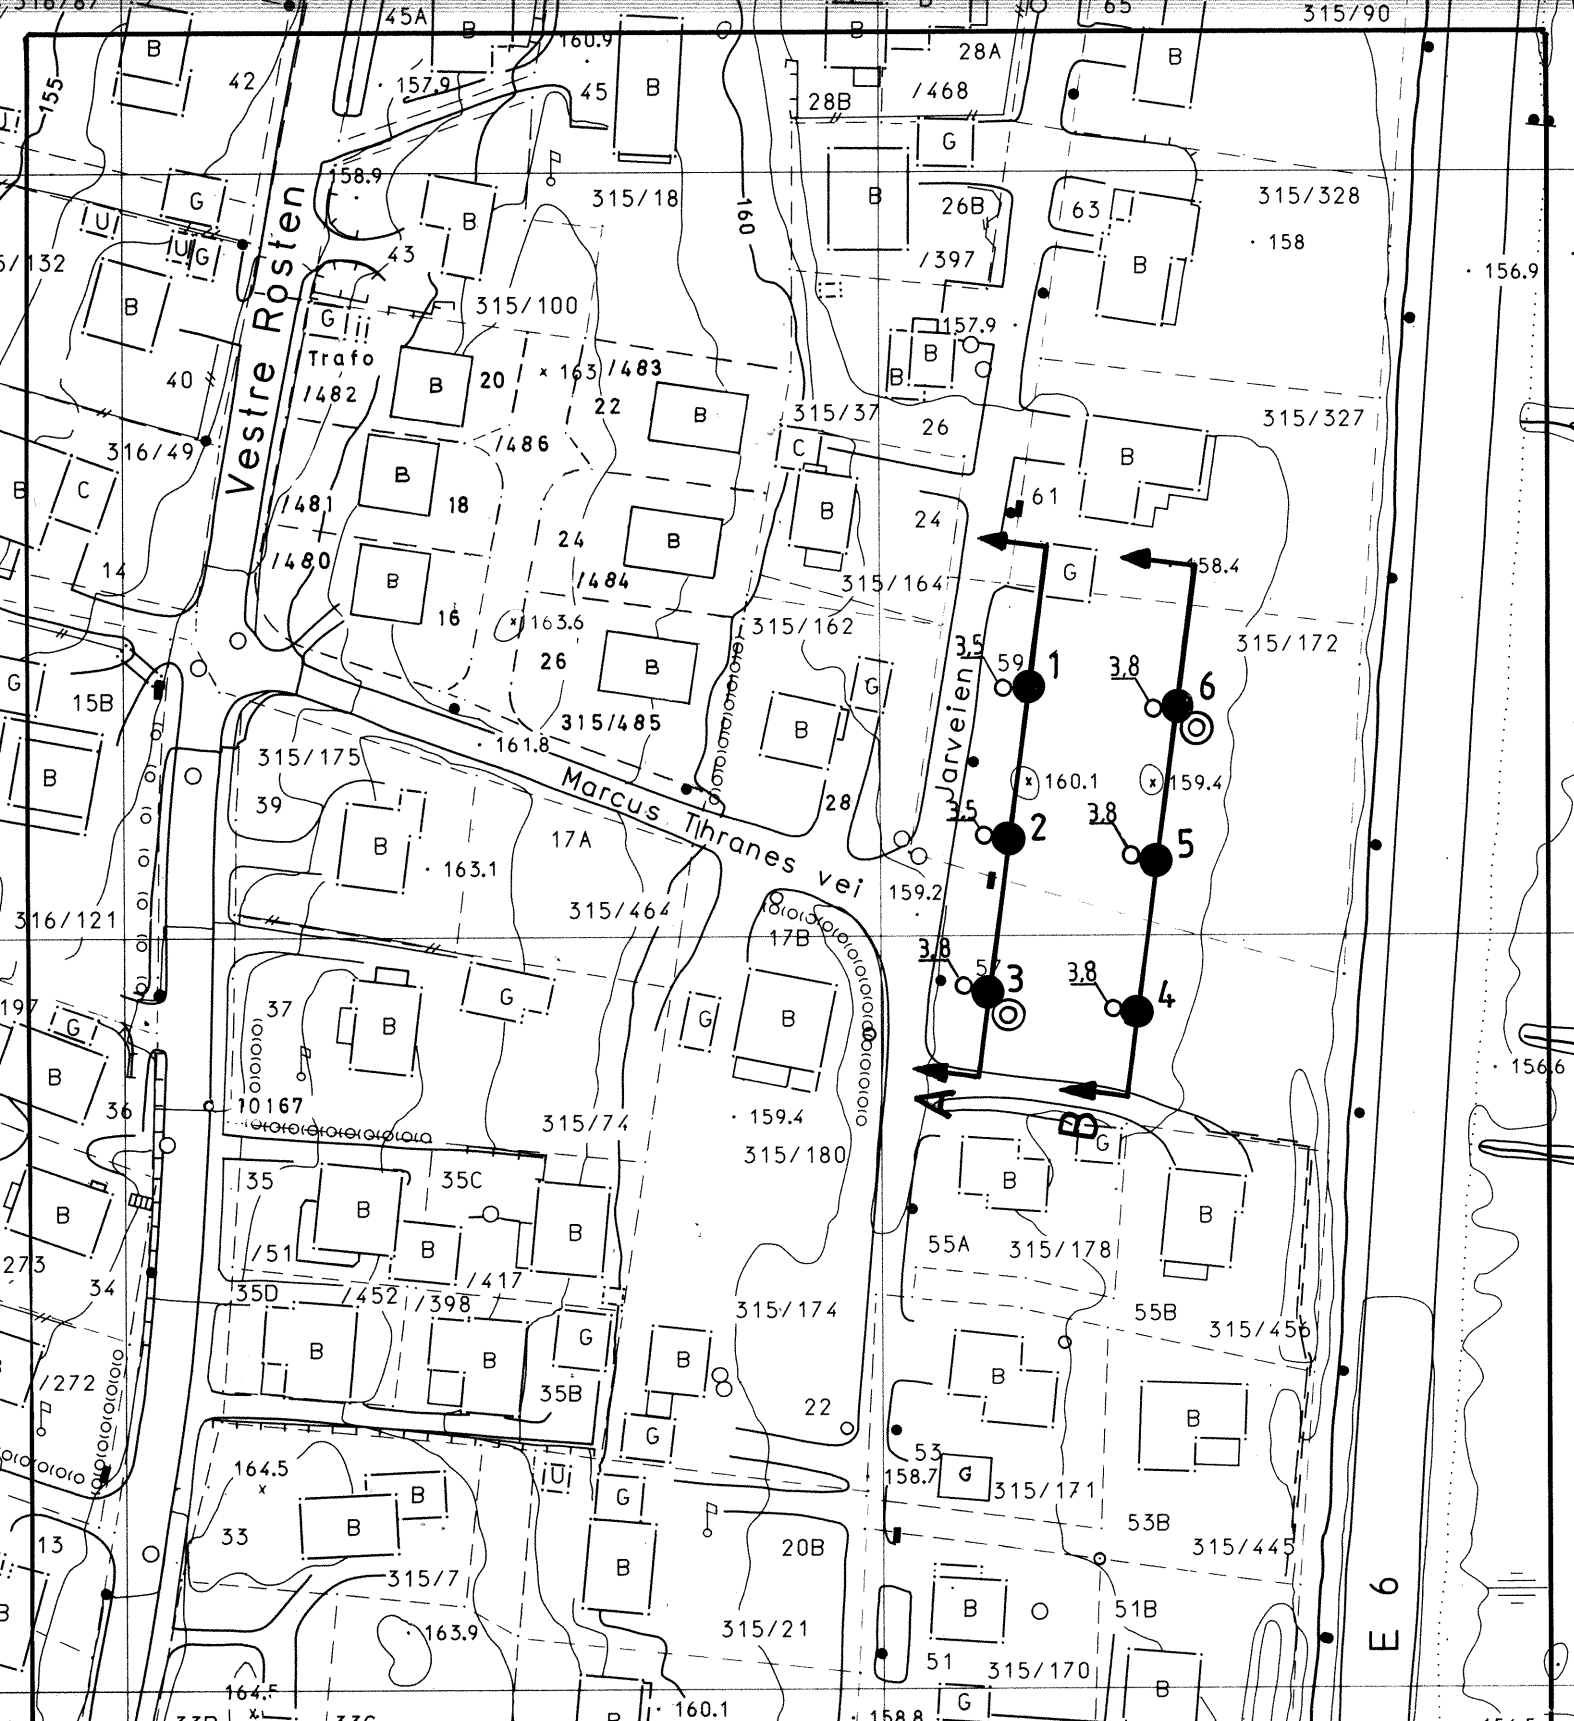 45A
315/90
65
B
B
B
B
160.9
28A
155
42
157.9
45
B
28B
/468
G
158.9
315/18
B
26B
63
315/328
G
U
U
G
43
B
160
/397
B
158
156.9
Vestre Rosten
B
315/100
G
157.9
Trafo
B
B
40
/482
B
20
163
/483
22
B
315/37
26
315/327
316/49
/486
C
B
B
C
/481
B
18
61
24
B
24
B
/480
B
/484
G
158.4
14
315/164
16
163.6
315/162
315/172
26
B
3,5
59
1
3,8
6
G
15B
G
B
315/485
Jarveien
161.8
315/175
160.1
159.4
B
Marcus Thranes vei
28
39
3,5
2
3,8
5
17A
B
163.1
159.2
316/121
315/464
17B
3,8
57
3
3,8
4
37
G
B
G
B
197
G
B
156.6
36
10167
159.4
A
B
315/74
315/180
G
35
35C
B
B
B
B
B
B
/51
55A
315/178
273
34
35D
/452
/398
/417
315/174
55B
315/456
G
B
B
B
B
/272
35B
22
B
G
53
158.7
G
315/171
164.5
B
U
G
53B
33
B
20B
315/445
13
B
315/7
E 6
B
51B
163.9
315/21
51
315/170
164.5
B
G
160.1
158.8
B